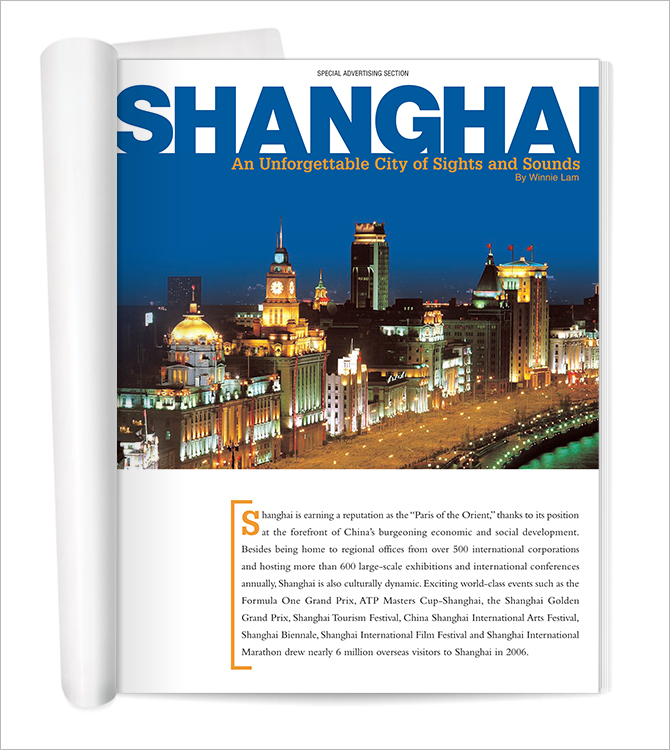 SPECIAL ADVERTISING SECTION
SHANGHAI
An Unforgettable City of Sights and Sounds
By Winnie Lam
Shanghai is earning a reputation as the “Paris of the Orient,” thanks to its position
at the forefront of China’s burgeoning economic and social development.
Besides being home to regional offices from over 500 international corporations
and hosting more than 600 large-scale exhibitions and international conferences
annually, Shanghai is also culturally dynamic. Exciting world-class events such as the
Formula One Grand Prix, ATP Masters Cup-Shanghai, the Shanghai Golden
Grand Prix, Shanghai Tourism Festival, China Shanghai International Arts Festival,
Shanghai Biennale, Shanghai International Film Festival and Shanghai International
Marathon drew nearly 6 million overseas visitors to Shanghai in 2006.